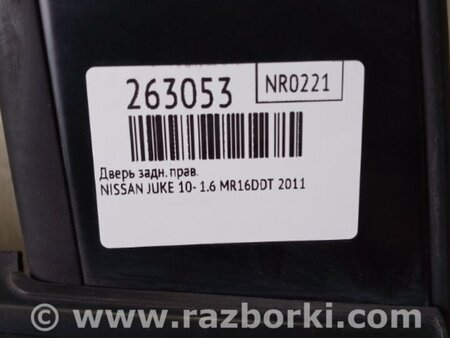 263053
NR0221
Дверь задн. прав.
NISSAN JUKE 10- 1.6 MR16DDT 2011
© www.razborki.com